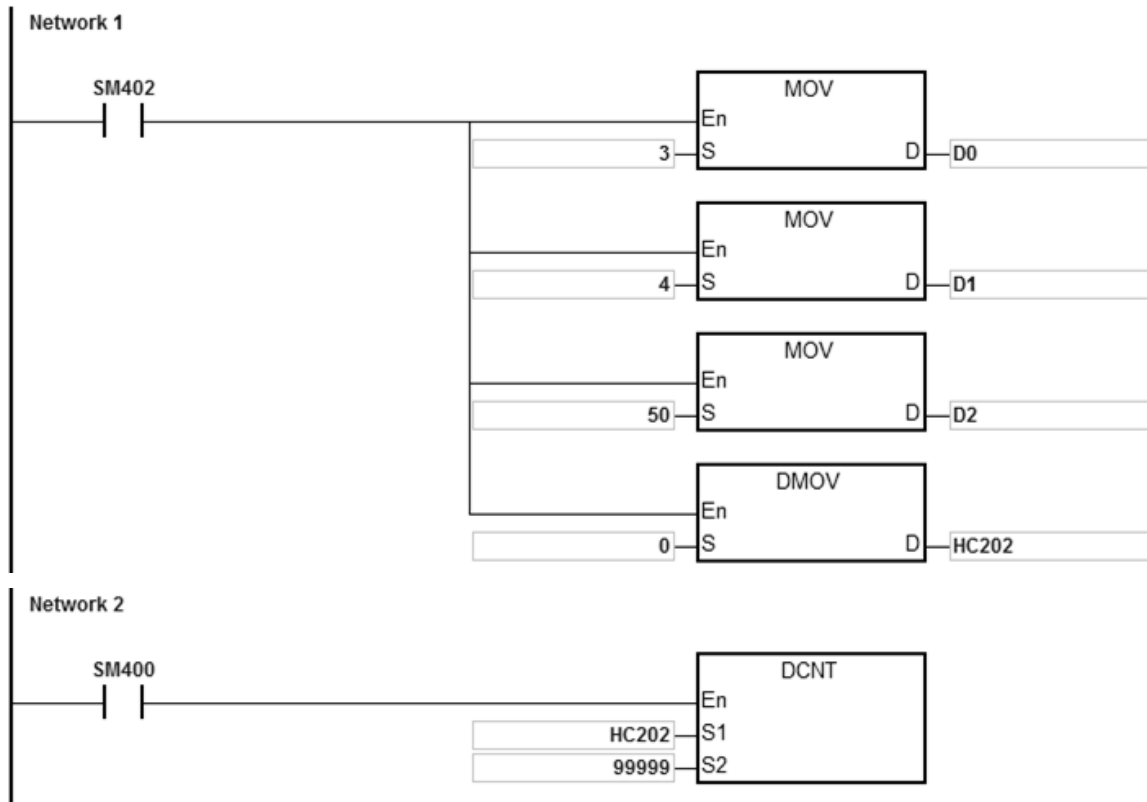 Network 1
SM402
MOV
En
3 S D D0
MOV
En
4 S D D1
MOV
En
50 S D D2
DMOV
En
0 S D HC202
Network 2
SM400
DCNT
En
HC202 S1
99999 S2